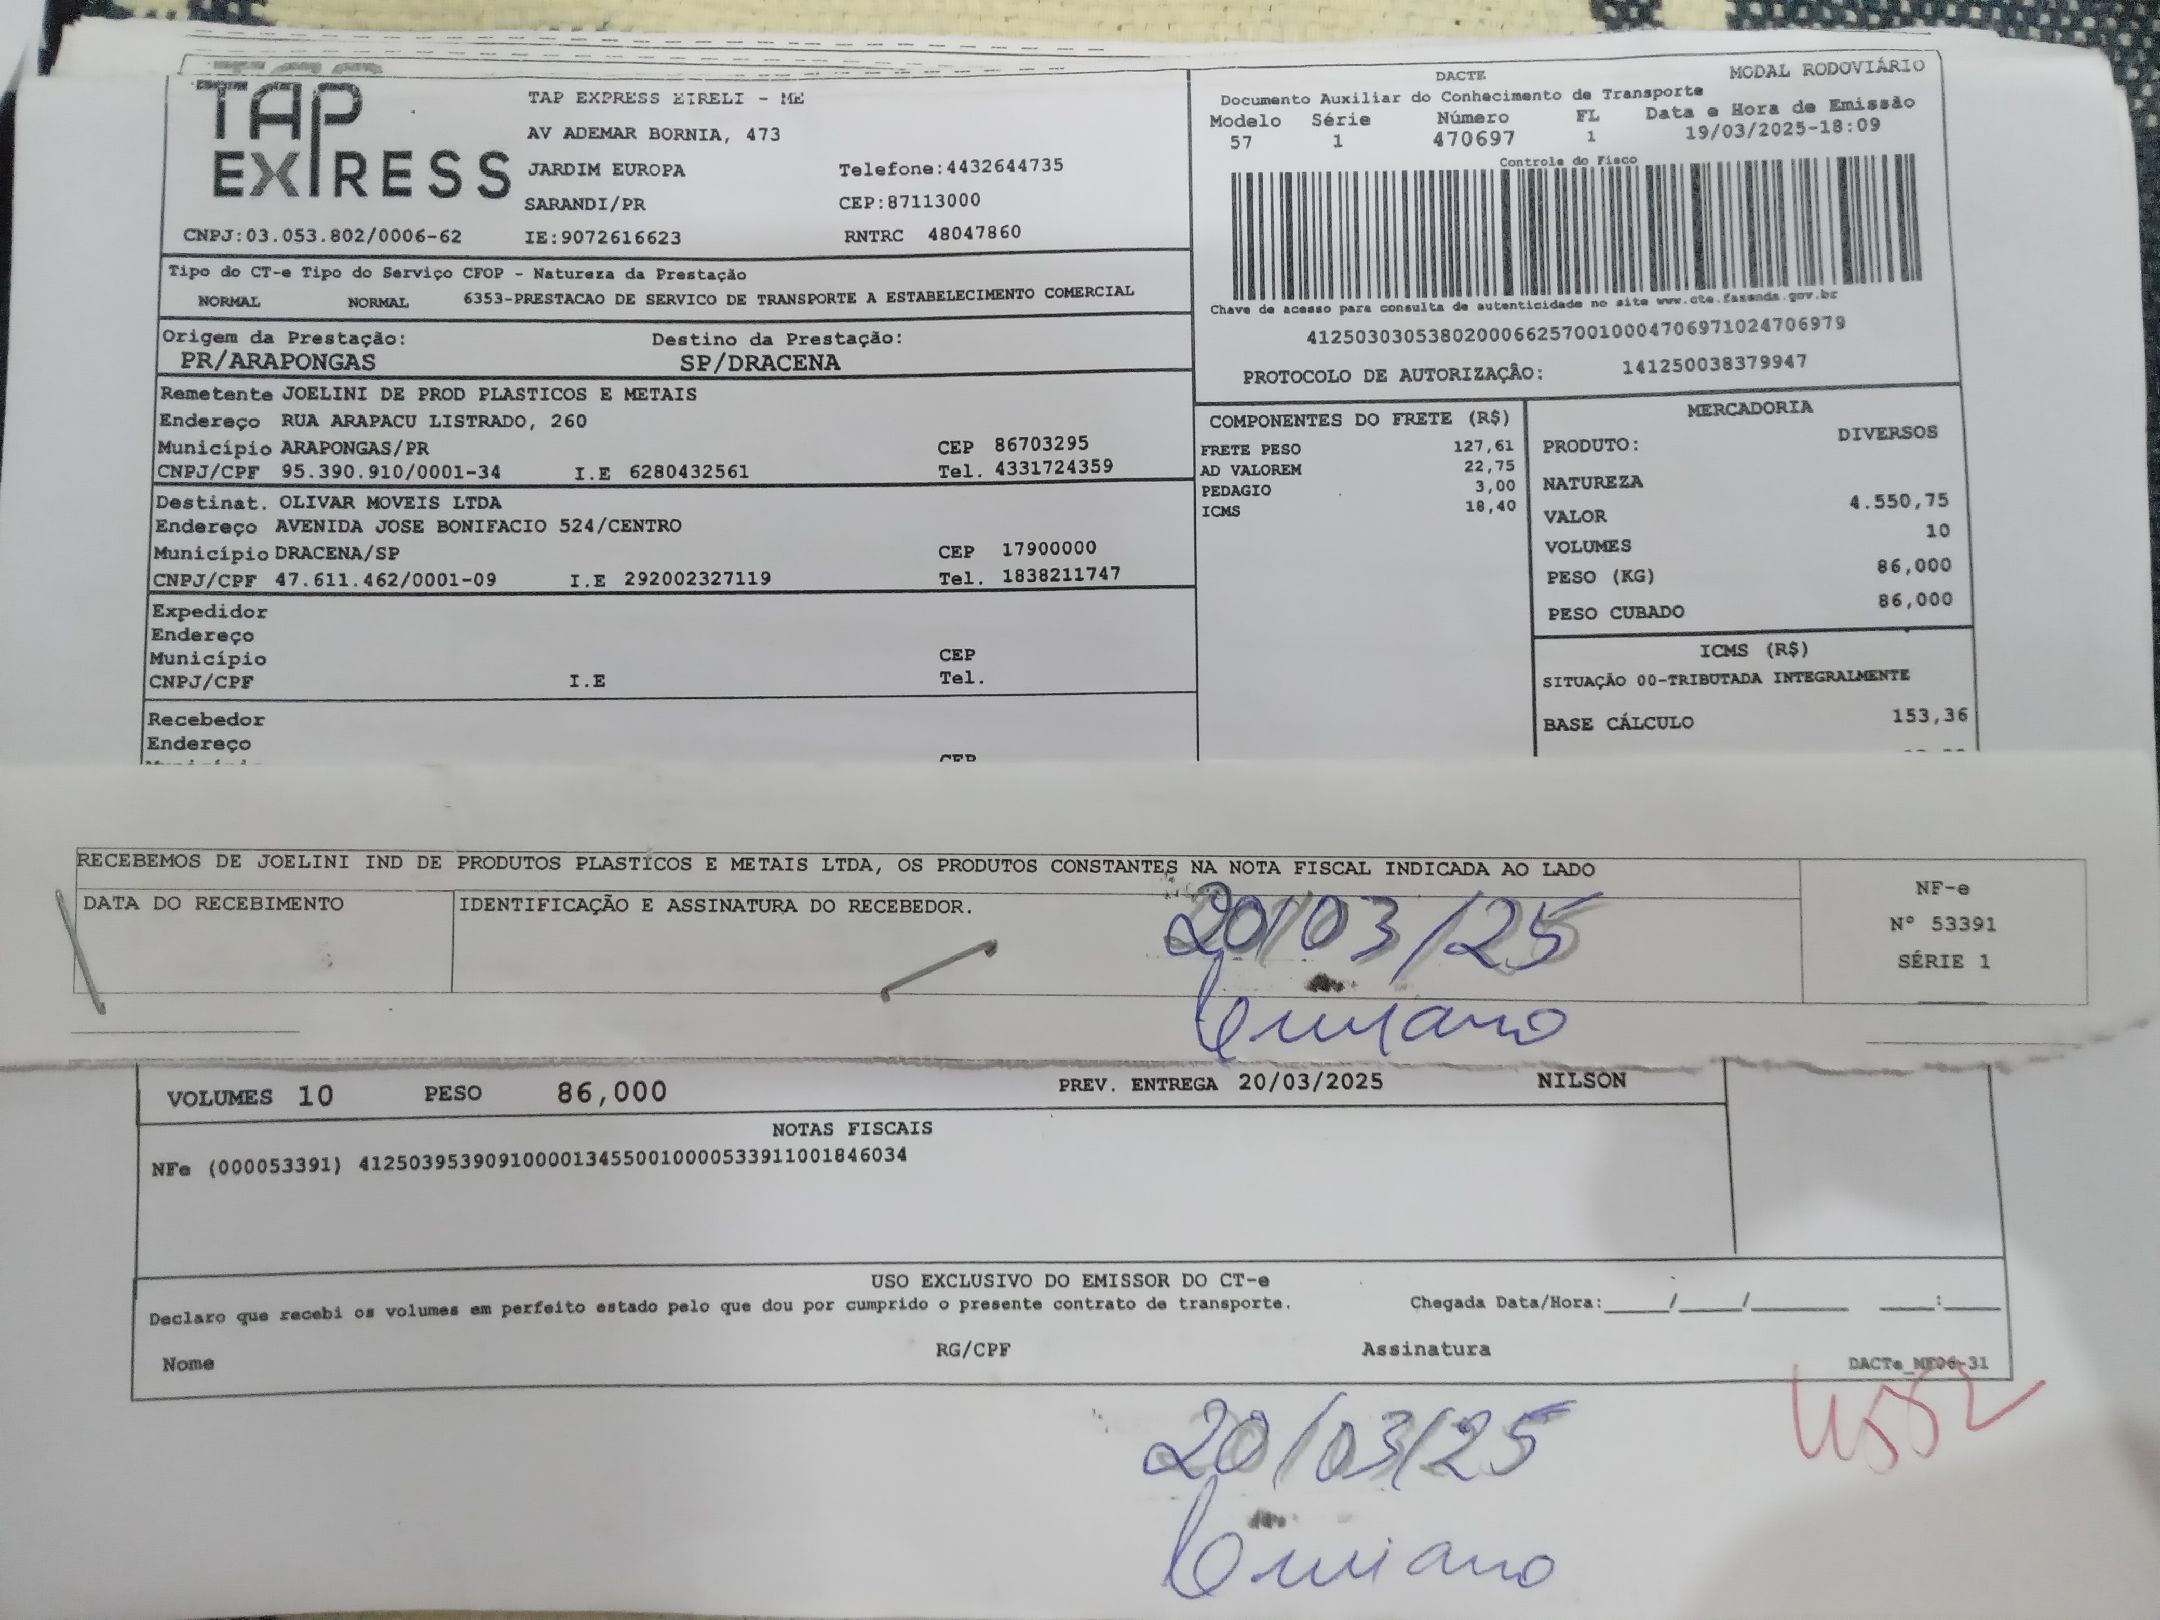 TAP EXPRESS
TAP EXPRESS EIRELI - ME
AV ADEMAR BORNIA, 473
JARDIM EUROPA Telefone:4432644735
SARANDI/PR CEP:87113000
CNPJ:03.053.802/0006-62 IE:9072616623 RNTRC 48047860
DACTE MODAL RODOVIÁRIO
Documento Auxiliar do Conhecimento de Transporte
Modelo Série Número FL Data e Hora de Emissão
57 1 470697 1 19/03/2025-18:09
Controle do Fisco
Chave de acesso para consulta de autenticidade no site www.cte.fazenda.gov.br
41250303053802000662570010004706971024706979
PROTOCOLO DE AUTORIZAÇÃO: 141250038379947
Tipo do CT-e Tipo do Serviço CFOP - Natureza da Prestação
NORMAL NORMAL 6353-PRESTACAO DE SERVICO DE TRANSPORTE A ESTABELECIMENTO COMERCIAL
Origem da Prestação: Destino da Prestação:
PR/ARAPONGAS SP/DRACENA
Remetente JOELINI DE PROD PLASTICOS E METAIS
Endereço RUA ARAPACU LISTRADO, 260
Município ARAPONGAS/PR CEP 86703295
CNPJ/CPF 95.390.910/0001-34 I.E 6280432561 Tel. 4331724359
Destinat. OLIVAR MOVEIS LTDA
Endereço AVENIDA JOSE BONIFACIO 524/CENTRO
Município DRACENA/SP CEP 17900000
CNPJ/CPF 47.611.462/0001-09 I.E 292002327119 Tel. 1838211747
Expedidor
Endereço
Município CEP
CNPJ/CPF I.E Tel.
Recebedor
Endereço
COMPONENTES DO FRETE (R$)
FRETE PESO 127,61
AD VALOREM 22,75
PEDAGIO 3,00
ICMS 18,40
MERCADORIA
PRODUTO: DIVERSOS
NATUREZA
VALOR 4.550,75
VOLUMES 10
PESO (KG) 86,000
PESO CUBADO 86,000
ICMS (R$)
SITUAÇÃO 00-TRIBUTADA INTEGRALMENTE
BASE CÁLCULO 153,36
RECEBEMOS DE JOELINI IND DE PRODUTOS PLASTICOS E METAIS LTDA, OS PRODUTOS CONSTANTES NA NOTA FISCAL INDICADA AO LADO
DATA DO RECEBIMENTO IDENTIFICAÇÃO E ASSINATURA DO RECEBEDOR.
20/03/25
NF-e
Nº 53391
SÉRIE 1
VOLUMES 10 PESO 86,000 PREV. ENTREGA 20/03/2025 NILSON
NOTAS FISCAIS
NFe (000053391) 41250395390910000134550010000533911001846034
USO EXCLUSIVO DO EMISSOR DO CT-e
Declaro que recebi os volumes em perfeito estado pelo que dou por cumprido o presente contrato de transporte. Chegada Data/Hora:____/____/______ ____:____
Nome RG/CPF Assinatura
DACTe_ME06-31
20/03/25